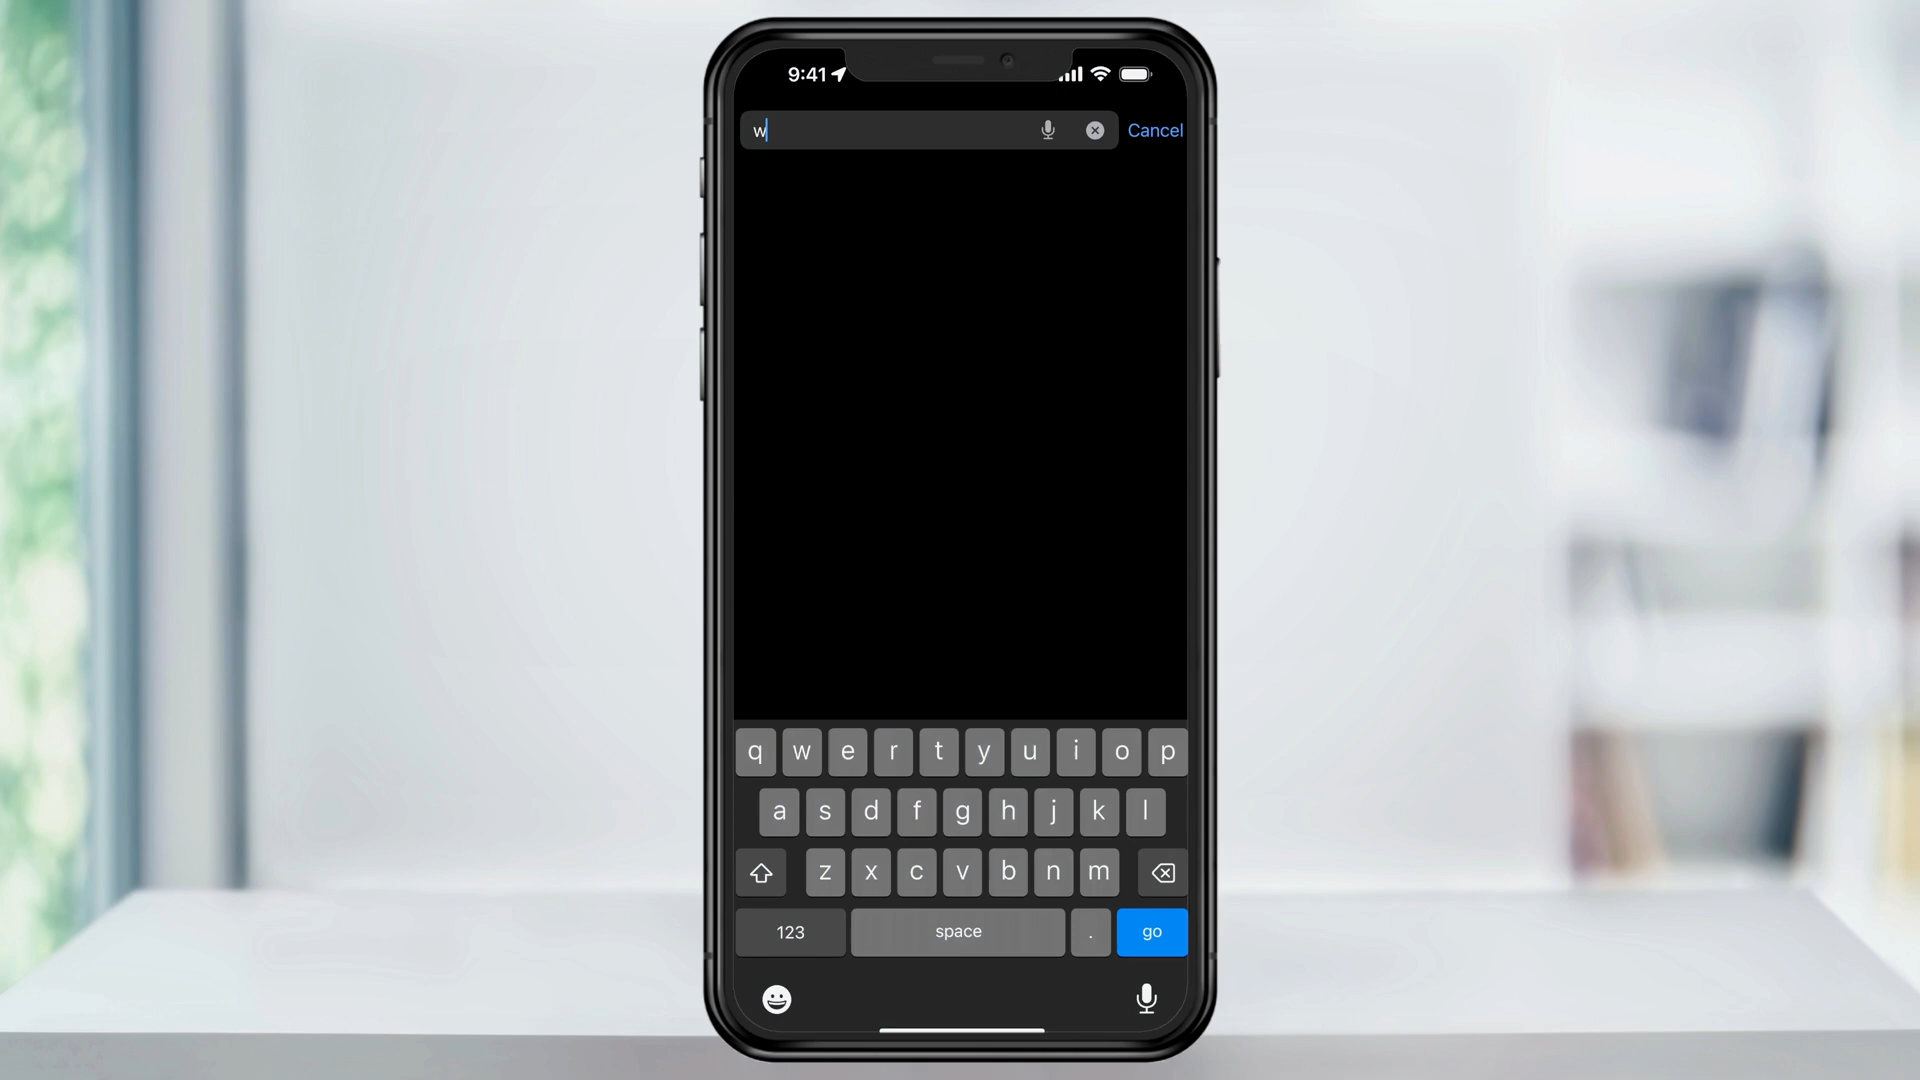 9:41
w
Cancel
q w e r t y u i o p
a s d f g h j k l
z x c v b n m
123 space . go